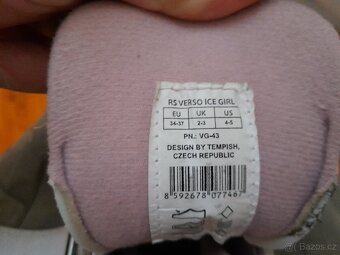 RS VERSO ICE GIRL
EU UK US
34-37 2-3 4-5
PN.: VG-43
DESIGN BY TEMPISH,
CZECH REPUBLIC
8 592678 077467
Bazoš.cz